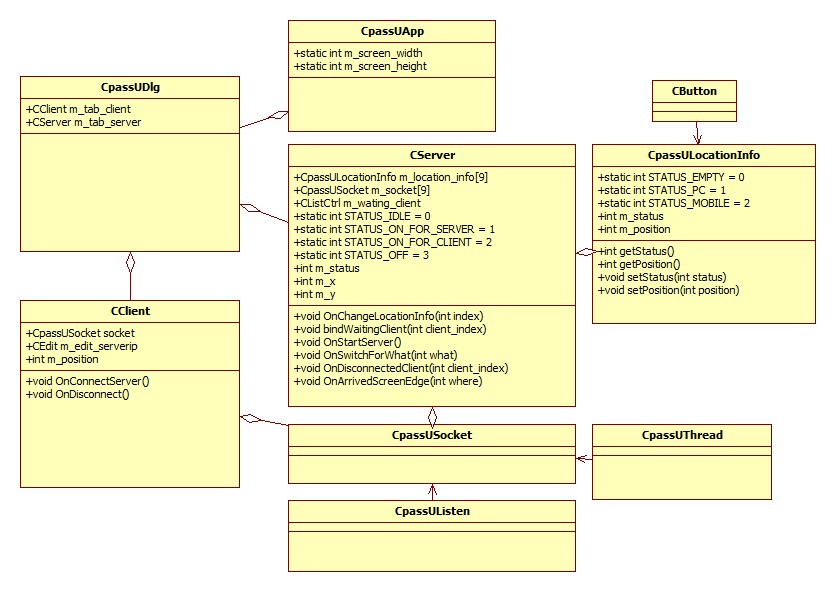 CpassUApp
+static int m_screen_width
+static int m_screen_height
CpassUDlg
+CClient m_tab_client
+CServer m_tab_server
CButton
CServer
+CpassULocationInfo m_location_info[9]
+CpassUSocket m_socket[9]
+CListCtrl m_wating_client
+static int STATUS_IDLE = 0
+static int STATUS_ON_FOR_SERVER = 1
+static int STATUS_ON_FOR_CLIENT = 2
+static int STATUS_OFF = 3
+int m_status
+int m_x
+int m_y
+void OnChangeLocationInfo(int index)
+void bindWaitingClient(int client_index)
+void OnStartServer()
+void OnSwitchForWhat(int what)
+void OnDisconnectedClient(int client_index)
+void OnArrivedScreenEdge(int where)
CpassULocationInfo
+static int STATUS_EMPTY = 0
+static int STATUS_PC = 1
+static int STATUS_MOBILE = 2
+int m_status
+int m_position
+int getStatus()
+int getPosition()
+void setStatus(int status)
+void setPosition(int position)
CClient
+CpassUSocket socket
+CEdit m_edit_serverip
+int m_position
+void OnConnectServer()
+void OnDisconnect()
CpassUSocket
CpassUThread
CpassUListen